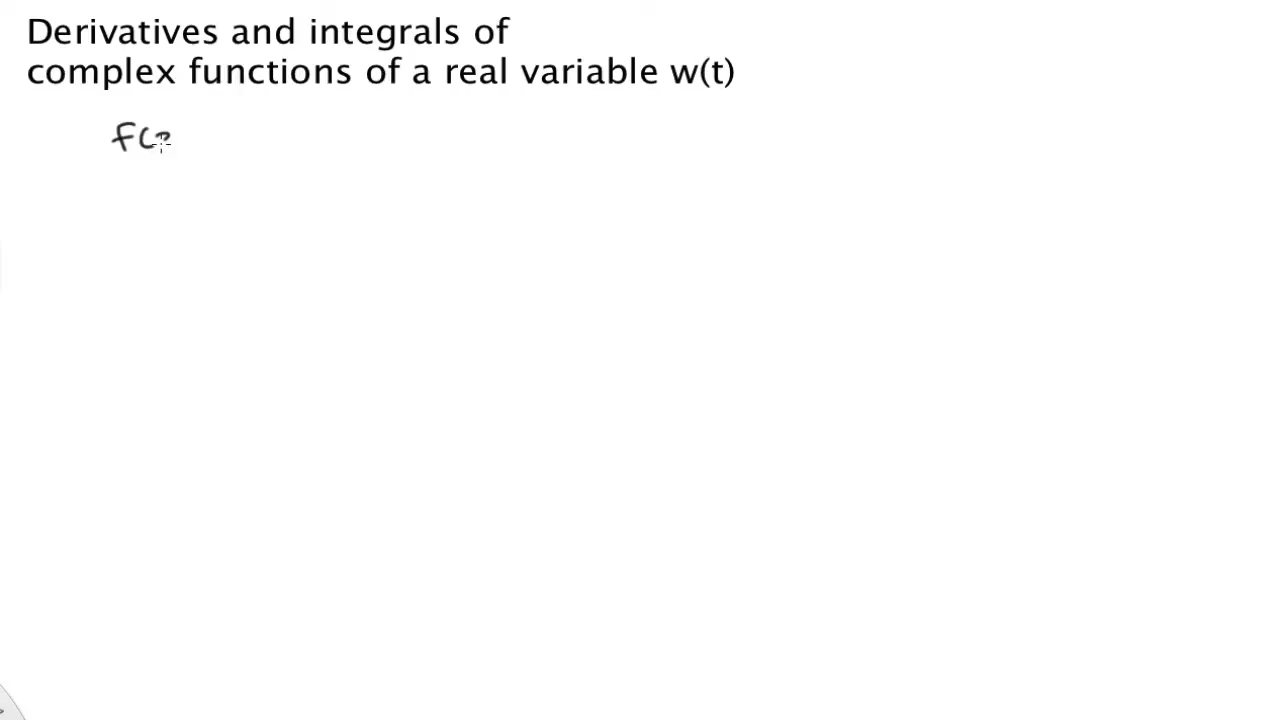 Derivatives and integrals of
complex functions of a real variable w(t)
f(z